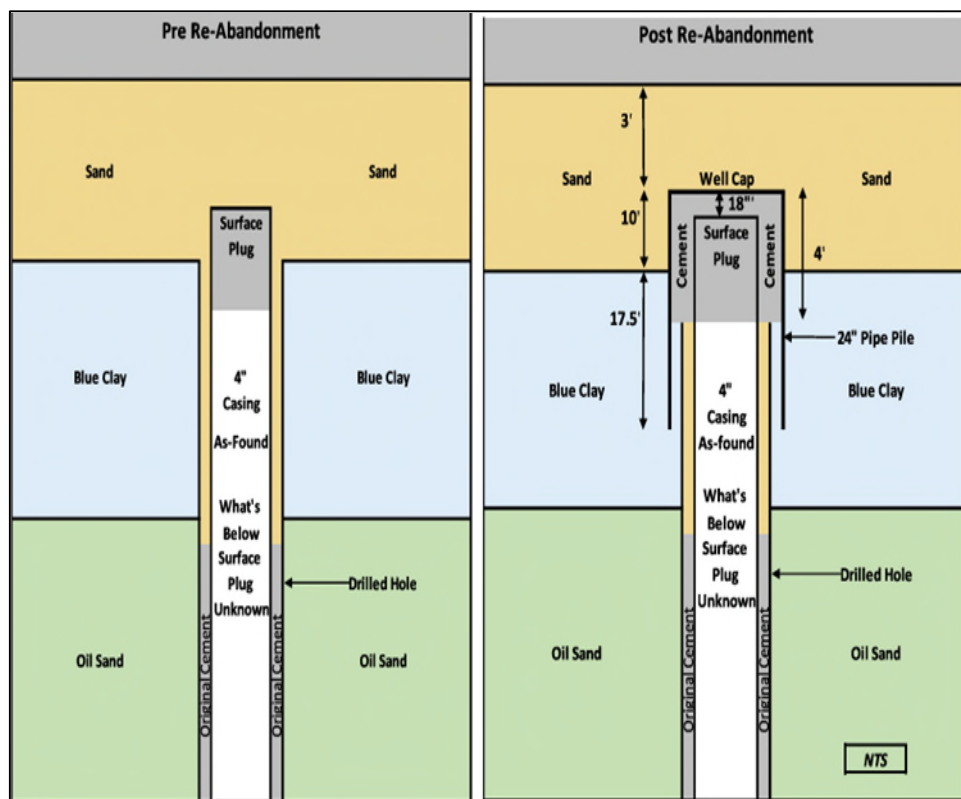 Pre Re-Abandonment
Sand
Sand
Surface
Plug
Blue Clay
Blue Clay
4"
Casing
As-Found
What's
Below
Surface
Plug
Unknown
Drilled Hole
Oil Sand
Oil Sand
Original Cement
Original Cement
Post Re-Abandonment
3'
Sand
Well Cap
Sand
18"'
10'
Surface
Plug
Cement
Cement
4'
17.5'
24" Pipe Pile
Blue Clay
Blue Clay
4"
Casing
As-found
What's
Below
Surface
Plug
Unknown
Drilled Hole
Oil Sand
Oil Sand
Original Cement
Original Cement
NTS